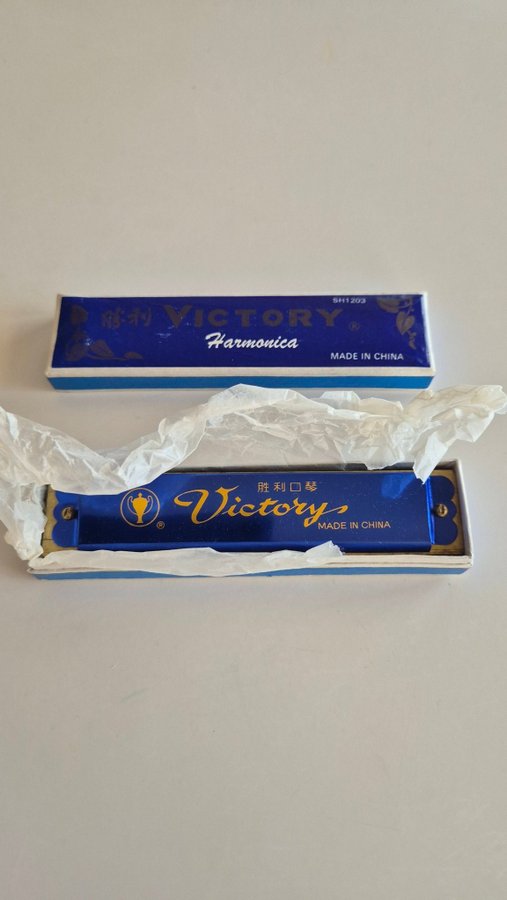 SH1203
胜利 VICTORY ®
Harmonica
MADE IN CHINA
胜利口琴
® Victory
MADE IN CHINA